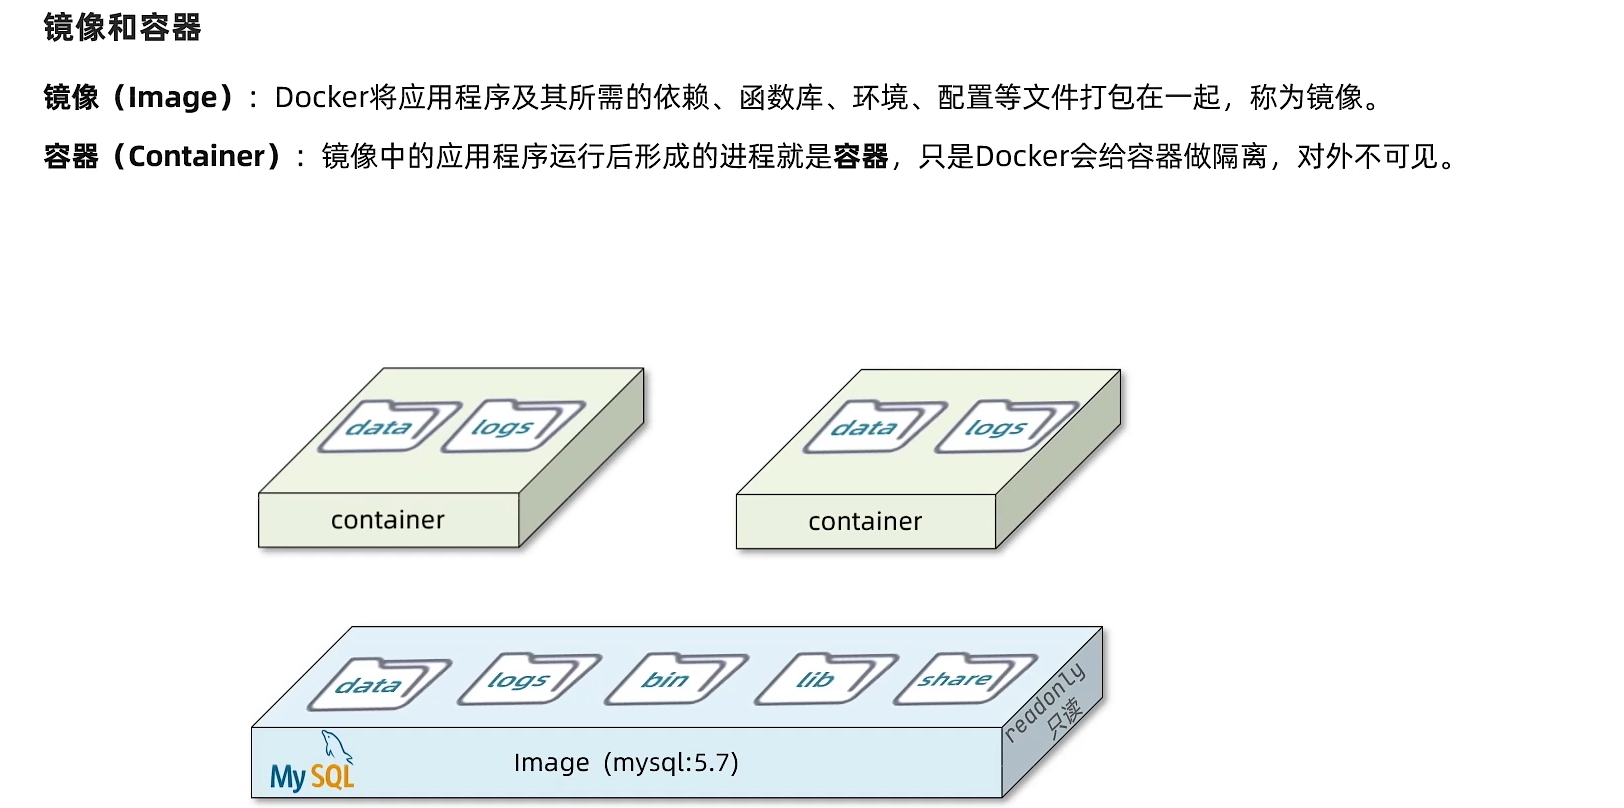 镜像和容器
镜像（Image）：Docker将应用程序及其所需的依赖、函数库、环境、配置等文件打包在一起，称为镜像。
容器（Container）：镜像中的应用程序运行后形成的进程就是容器，只是Docker会给容器做隔离，对外不可见。
data logs
data logs
container
container
data logs bin lib share
readonly
只读
MySQL
Image (mysql:5.7)